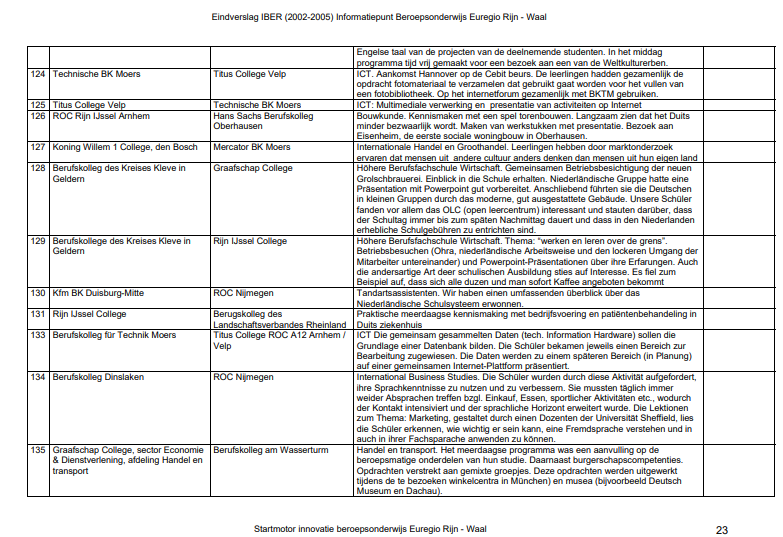 Eindverslag IBER (2002-2005) Informatiepunt Beroepsonderwijs Euregio Rijn - Waal
Engelse taal van de projecten van de deelnemende studenten. In het middag
programma tijd vrij gemaakt voor een bezoek aan een van de Weltkulturerben.
124 Technische BK Moers Titus College Velp ICT. Aankomst Hannover op de Cebit beurs. De leerlingen hadden gezamenlijk de
opdracht fotomateriaal te verzamelen dat gebruikt gaat worden voor het vullen van
een fotobibliotheek. Op het internetforum gezamenlijk met BKTM gebruiken.
125 Titus College Velp Technische BK Moers ICT: Multimediale verwerking en presentatie van activiteiten op Internet
126 ROC Rijn IJssel Arnhem Hans Sachs Berufskolleg Bouwkunde. Kennismaken met een spel torenbouwen. Langzaam zien dat het Duits
Oberhausen minder bezwaarlijk wordt. Maken van werkstukken met presentatie. Bezoek aan
Eisenheim, de eerste sociale woningbouw in Oberhausen.
127 Koning Willem 1 College, den Bosch Mercator BK Moers Internationale Handel en Groothandel. Leerlingen hebben door marktonderzoek
ervaren dat mensen uit andere cultuur anders denken dan mensen uit hun eigen land
128 Berufskolleg des Kreises Kleve in Graafschap College Höhere Berufsfachschule Wirtschaft. Gemeinsamen Betriebsbesichtigung der neuen
Geldern Grolschbrauerei. Einblick in die Schule erhalten. Niederländische Gruppe hatte eine
Präsentation mit Powerpoint gut vorbereitet. Anschliebend führten sie die Deutschen
in kleinen Gruppen durch das moderne, gut ausgestattete Gebäude. Unsere Schüler
fanden vor allem das OLC (open leercentrum) interessant und stauten darüber, dass
der Schultag immer bis zum späten Nachmittag dauert und dass in den Niederlanden
erhebliche Schulgebühren zu entrichten sind.
129 Berufskollege des Kreises Kleve in Rijn IJssel College Höhere Berufsfachschule Wirtschaft. Thema: "werken en leren over de grens".
Geldern Betriebsbesuchen (Ohra, niederländische Arbeitsweise und den lockeren Umgang der
Mitarbeiter untereinander) und Powerpoint-Präsentationen über ihre Erfarungen. Auch
die andersartige Art deer schulischen Ausbildung sties auf Interesse. Es fiel zum
Beispiel auf, dass sich alle duzen und man sofort Kaffee angeboten bekommt
130 Kfm BK Duisburg-Mitte ROC Nijmegen Tandartsassistenten. Wir haben einen umfassenden überblick über das
Niederländische Schulsystem erwonnen.
131 Rijn IJssel College Berugskolleg des Praktische meerdaagse kennismaking met bedrijfsvoering en patiëntenbehandeling in
Landschaftsverbandes Rheinland Duits ziekenhuis
133 Berufskolleg für Technik Moers Titus College ROC A12 Arnhem / ICT Die gemeinsam gesammelten Daten (tech. Information Hardware) sollen die
Velp Grundlage einer Datenbank bilden. Die Schüler bekamen jeweils einen Bereich zur
Bearbeitung zugewiesen. Die Daten werden zu einem späteren Bereich (in Planung)
auf einer gemeinsamen Internet-Plattform präsentiert.
134 Berufskolleg Dinslaken ROC Nijmegen International Business Studies. Die Schüler wurden durch diese Aktivität aufgefordert,
ihre Sprachkenntnisse zu nutzen und zu verbessern. Sie mussten täglich immer
weider Absprachen treffen bzgl. Einkauf, Essen, sportlicher Aktivitäten etc., wodurch
der Kontakt intensiviert und der sprachliche Horizont erweitert wurde. Die Lektionen
zum Thema: Marketing, gestaltet durch einen Dozenten der Universität Sheffield, lies
die Schüler erkennen, wie wichtig er sein kann, eine Fremdsprache verstehen und in
auch in ihrer Fachsparache anwenden zu können.
135 Graafschap College, sector Economie Berufskolleg am Wasserturm Handel en transport. Het meerdaagse programma was een aanvulling op de
& Dienstverlening, afdeling Handel en beroepsmatige onderdelen van hun studie. Daarnaast burgerschapscompetenties.
transport Opdrachten verstrekt aan gemixte groepjes. Deze opdrachten werden uitgewerkt
tijdens de te bezoeken winkelcentra in München) en musea (bijvoorbeeld Deutsch
Museum en Dachau).
Startmotor innovatie beroepsonderwijs Euregio Rijn - Waal 23